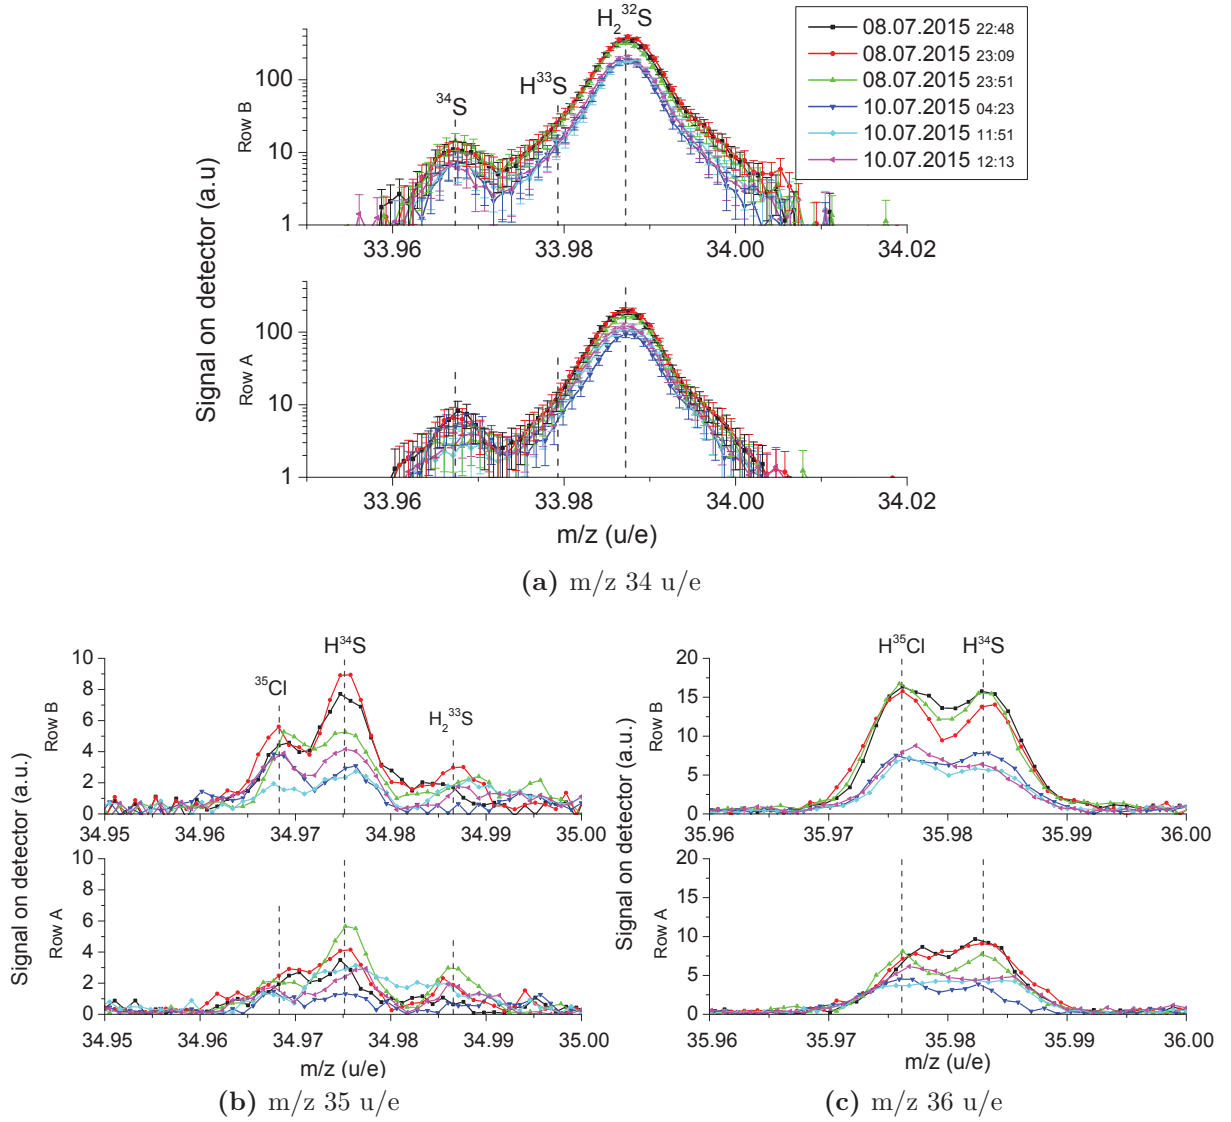 H₂³²S
H³³S
³⁴S
08.07.2015 22:48
08.07.2015 23:09
08.07.2015 23:51
10.07.2015 04:23
10.07.2015 11:51
10.07.2015 12:13
Signal on detector (a.u)
Row B
100
10
1
33.96 33.98 34.00 34.02
Row A
100
10
1
33.96 33.98 34.00 34.02
m/z (u/e)
(a) m/z 34 u/e
Signal on detector (a.u.)
Row B
³⁵Cl
H³⁴S
H₂³³S
10
8
6
4
2
0
34.95 34.96 34.97 34.98 34.99 35.00
Row A
10
8
6
4
2
0
34.95 34.96 34.97 34.98 34.99 35.00
m/z (u/e)
(b) m/z 35 u/e
Signal on detector (a.u.)
Row B
H³⁵Cl
H³⁴S
20
15
10
5
0
35.96 35.97 35.98 35.99 36.00
Row A
20
15
10
5
0
35.96 35.97 35.98 35.99 36.00
m/z (u/e)
(c) m/z 36 u/e